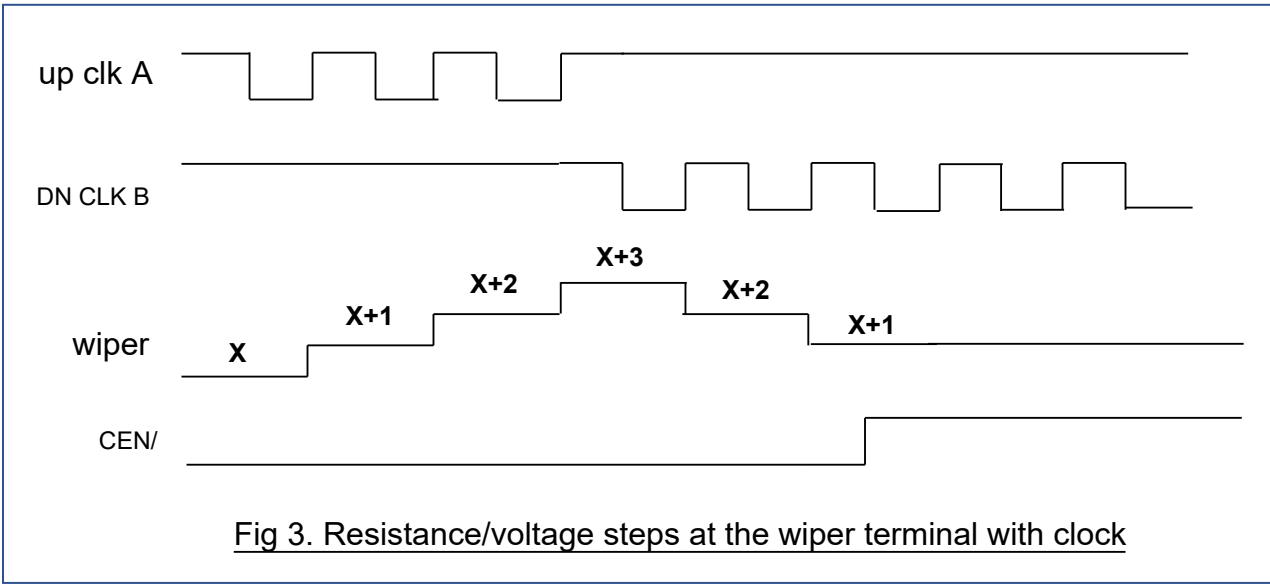 up clk A
DN CLK B
X+3
X+2
X+2
X+1
X+1
wiper
X
CEN/
Fig 3. Resistance/voltage steps at the wiper terminal with clock